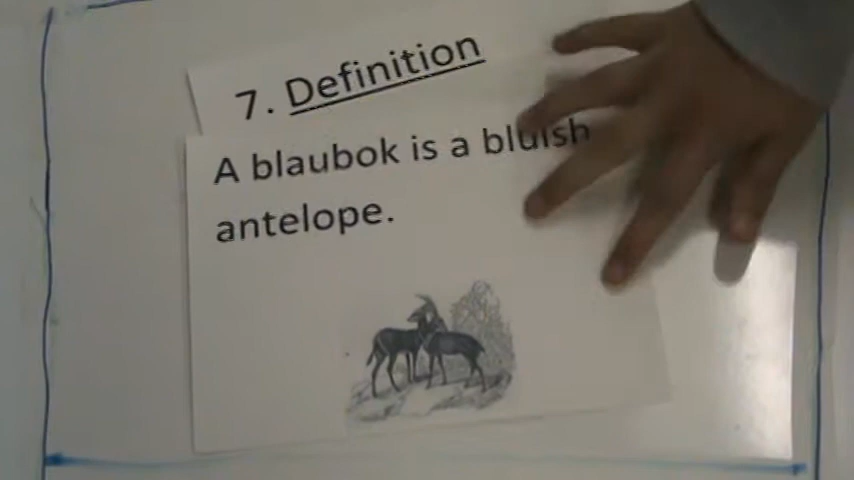 7. Definition
A blaubok is a bluish
antelope.